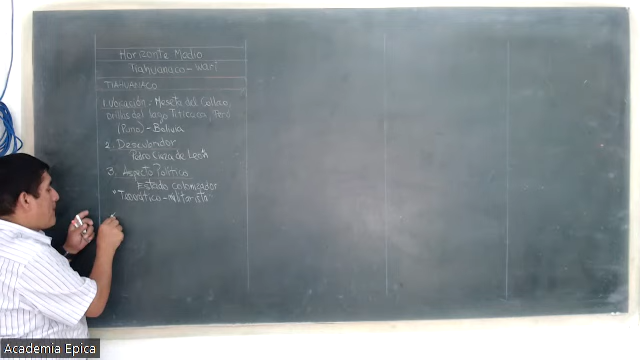 Horizonte Medio
Tiahuanaco - Wari
TIAHUANACO
1. Ubicación: Meseta del Collao,
orillas del lago Titicaca, Perú
(Puno) - Bolivia
2. Descubridor
Pedro Cieza de León
3. Aspecto Político
Estado Colonizador
* Teocrático - militarista
Academia Epica